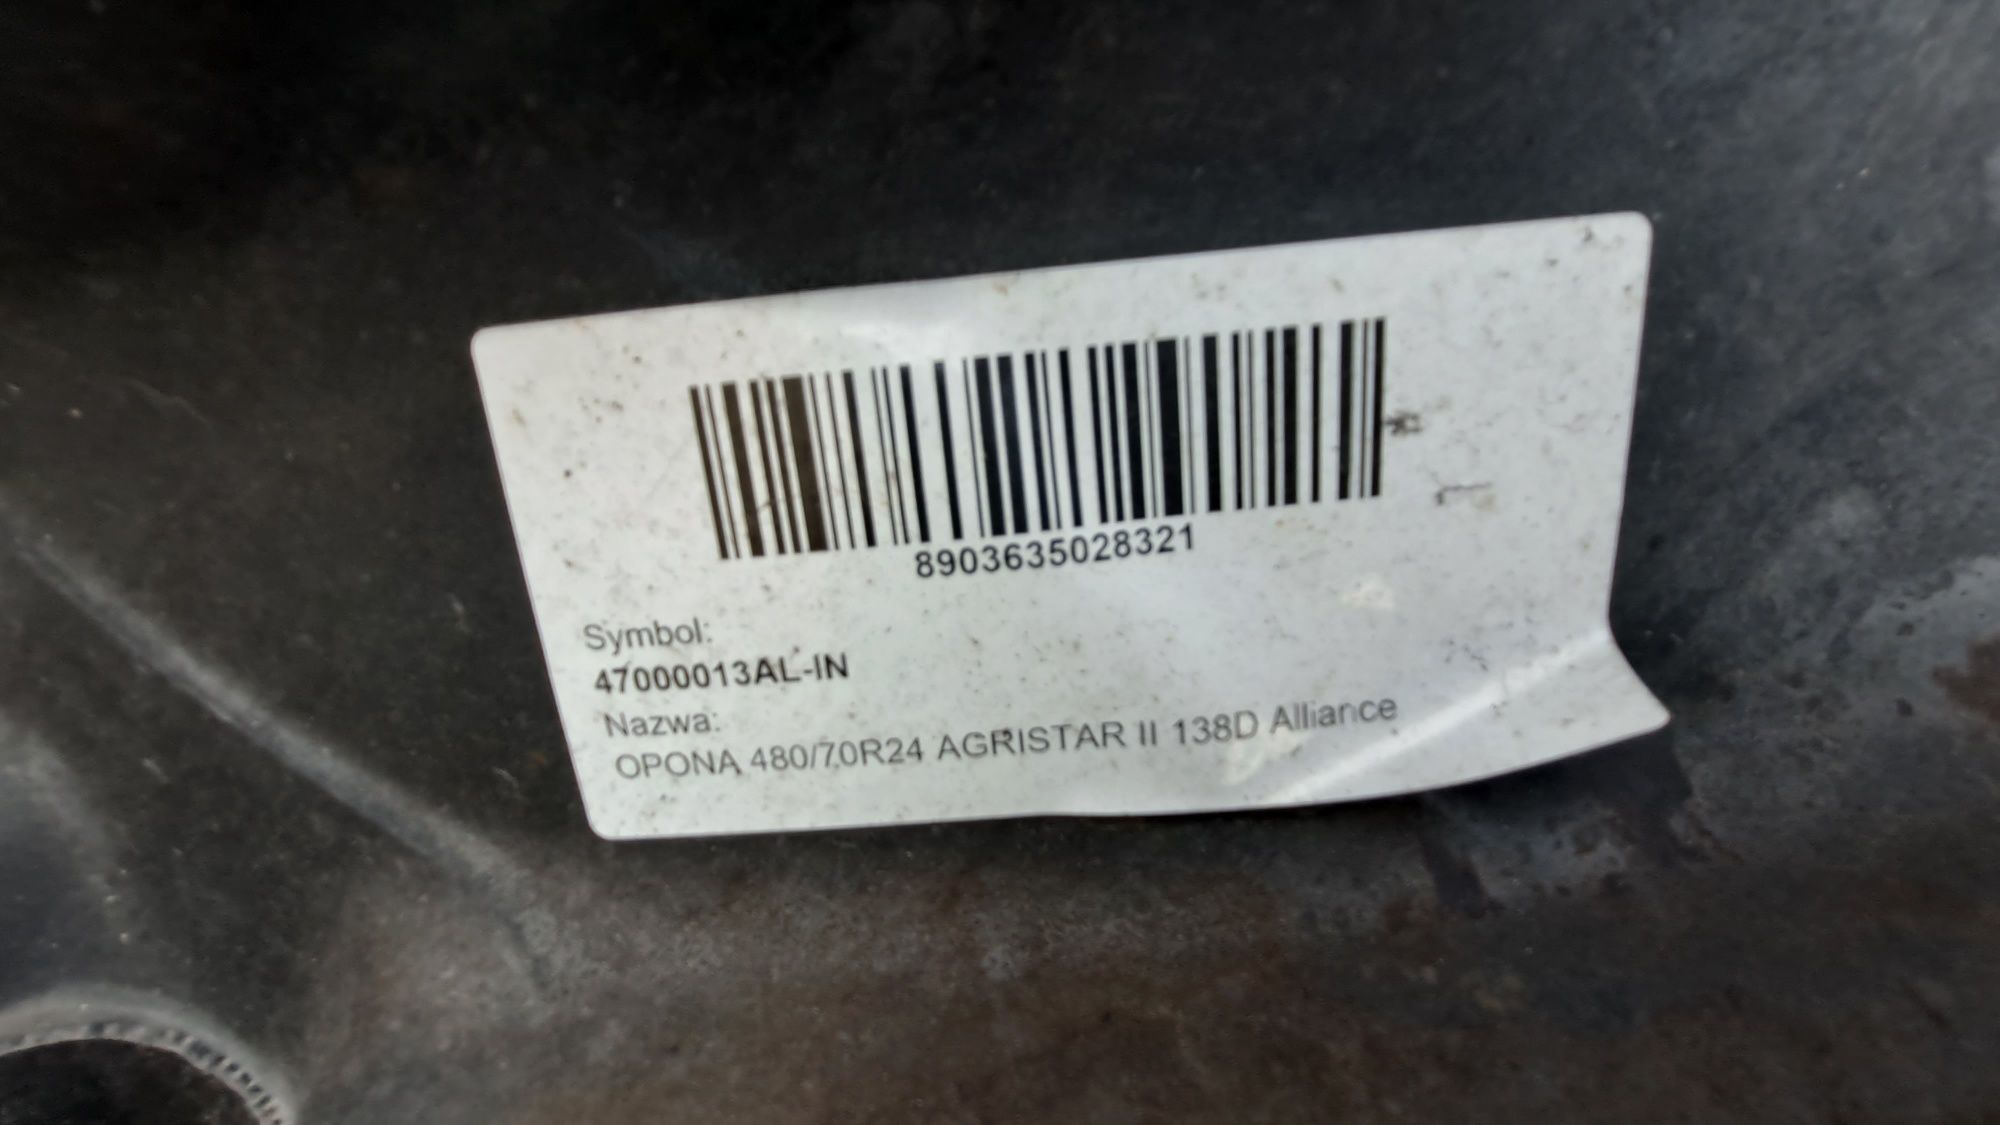 8903635028321
Symbol:
47000013AL-IN
Nazwa:
OPONA 480/70R24 AGRISTAR II 138D Alliance